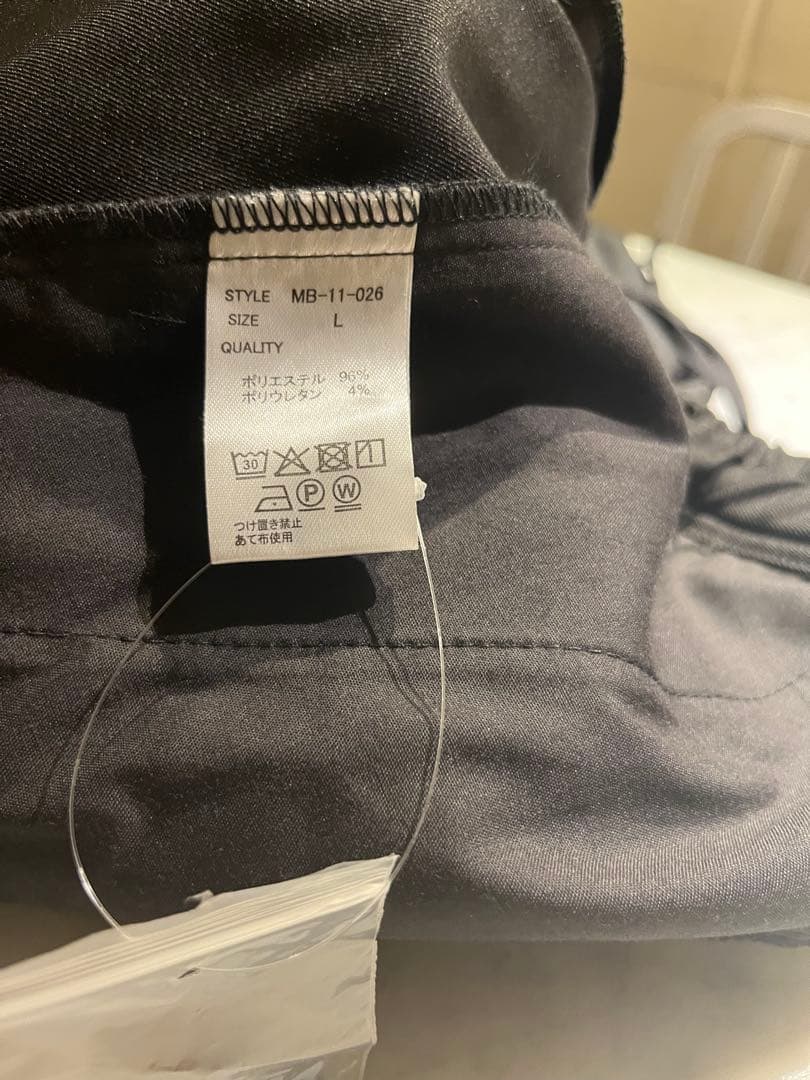 STYLE MB-11-026
SIZE L
QUALITY
ポリエステル 96%
ポリウレタン 4%
30
P W
つけ置き禁止
あて布使用